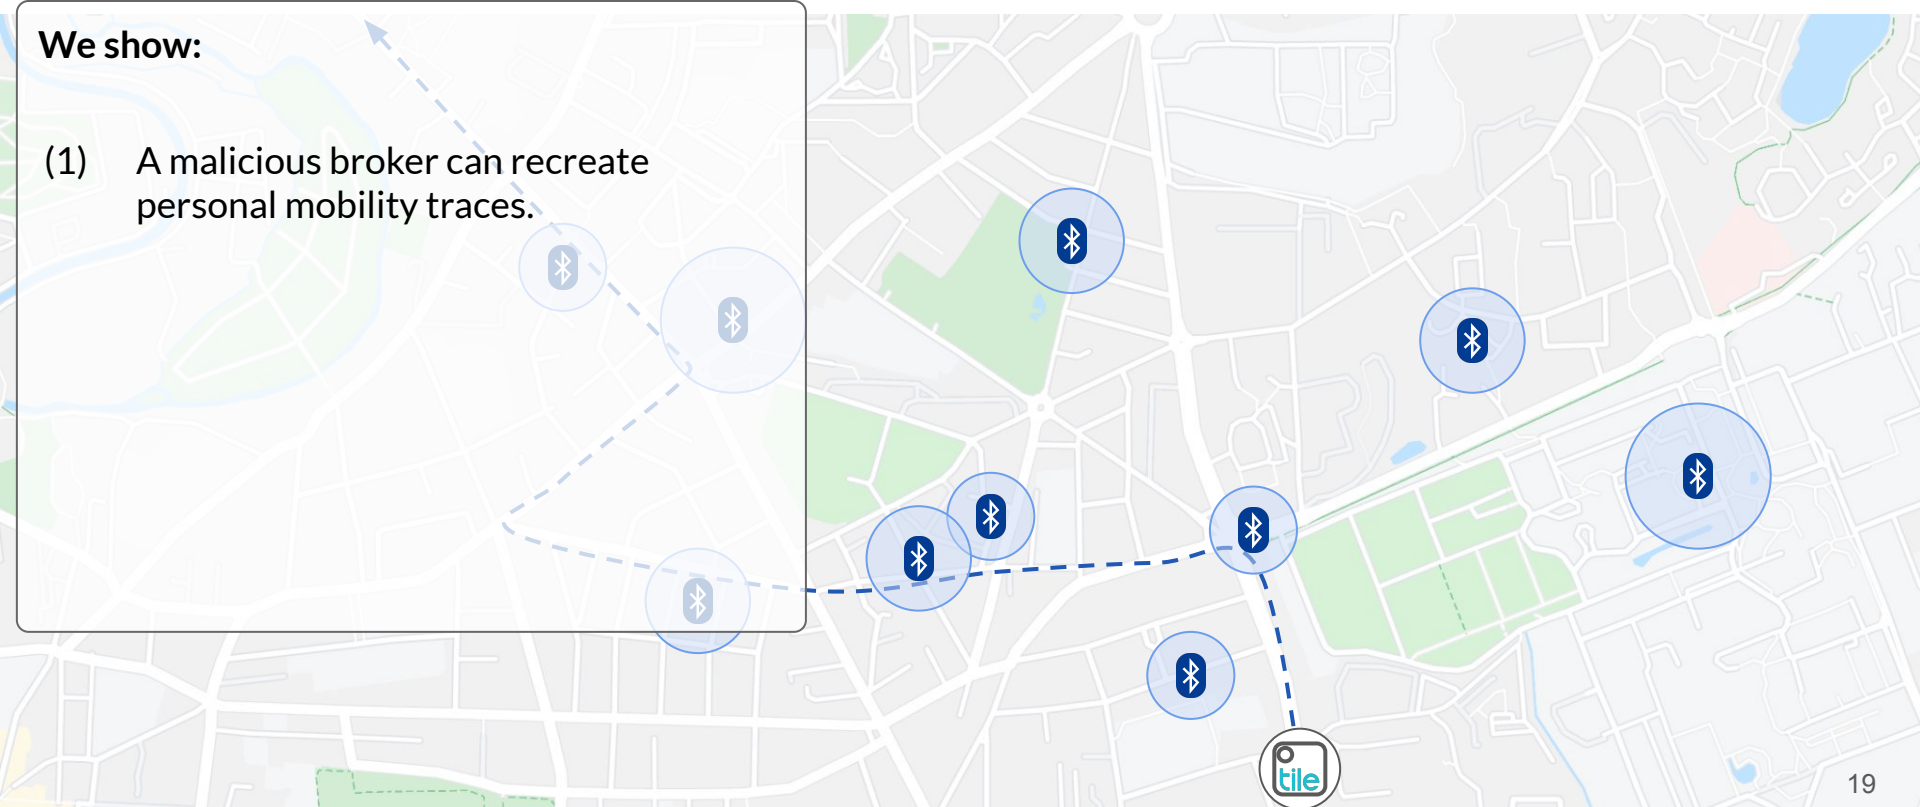 We show:
(1) A malicious broker can recreate
personal mobility traces.
tile
19